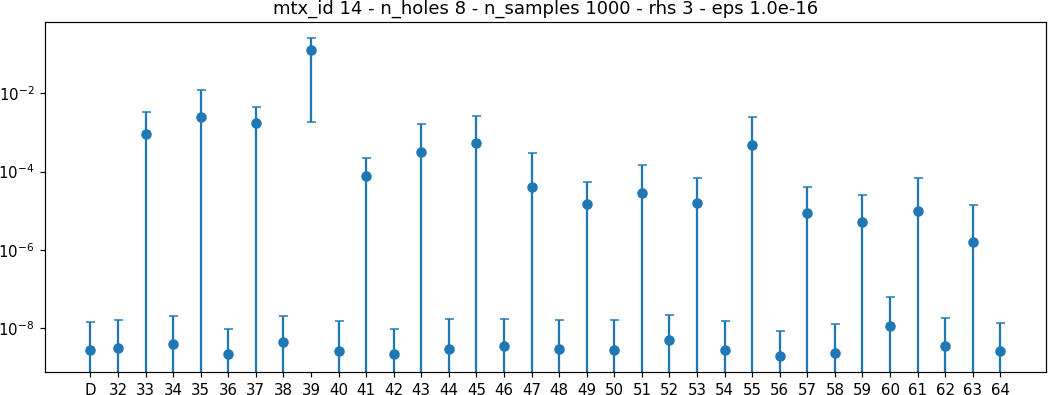 mtx_id 14 - n_holes 8 - n_samples 1000 - rhs 3 - eps 1.0e-16
10⁻²
10⁻⁴
10⁻⁶
10⁻⁸
D 32 33 34 35 36 37 38 39 40 41 42 43 44 45 46 47 48 49 50 51 52 53 54 55 56 57 58 59 60 61 62 63 64